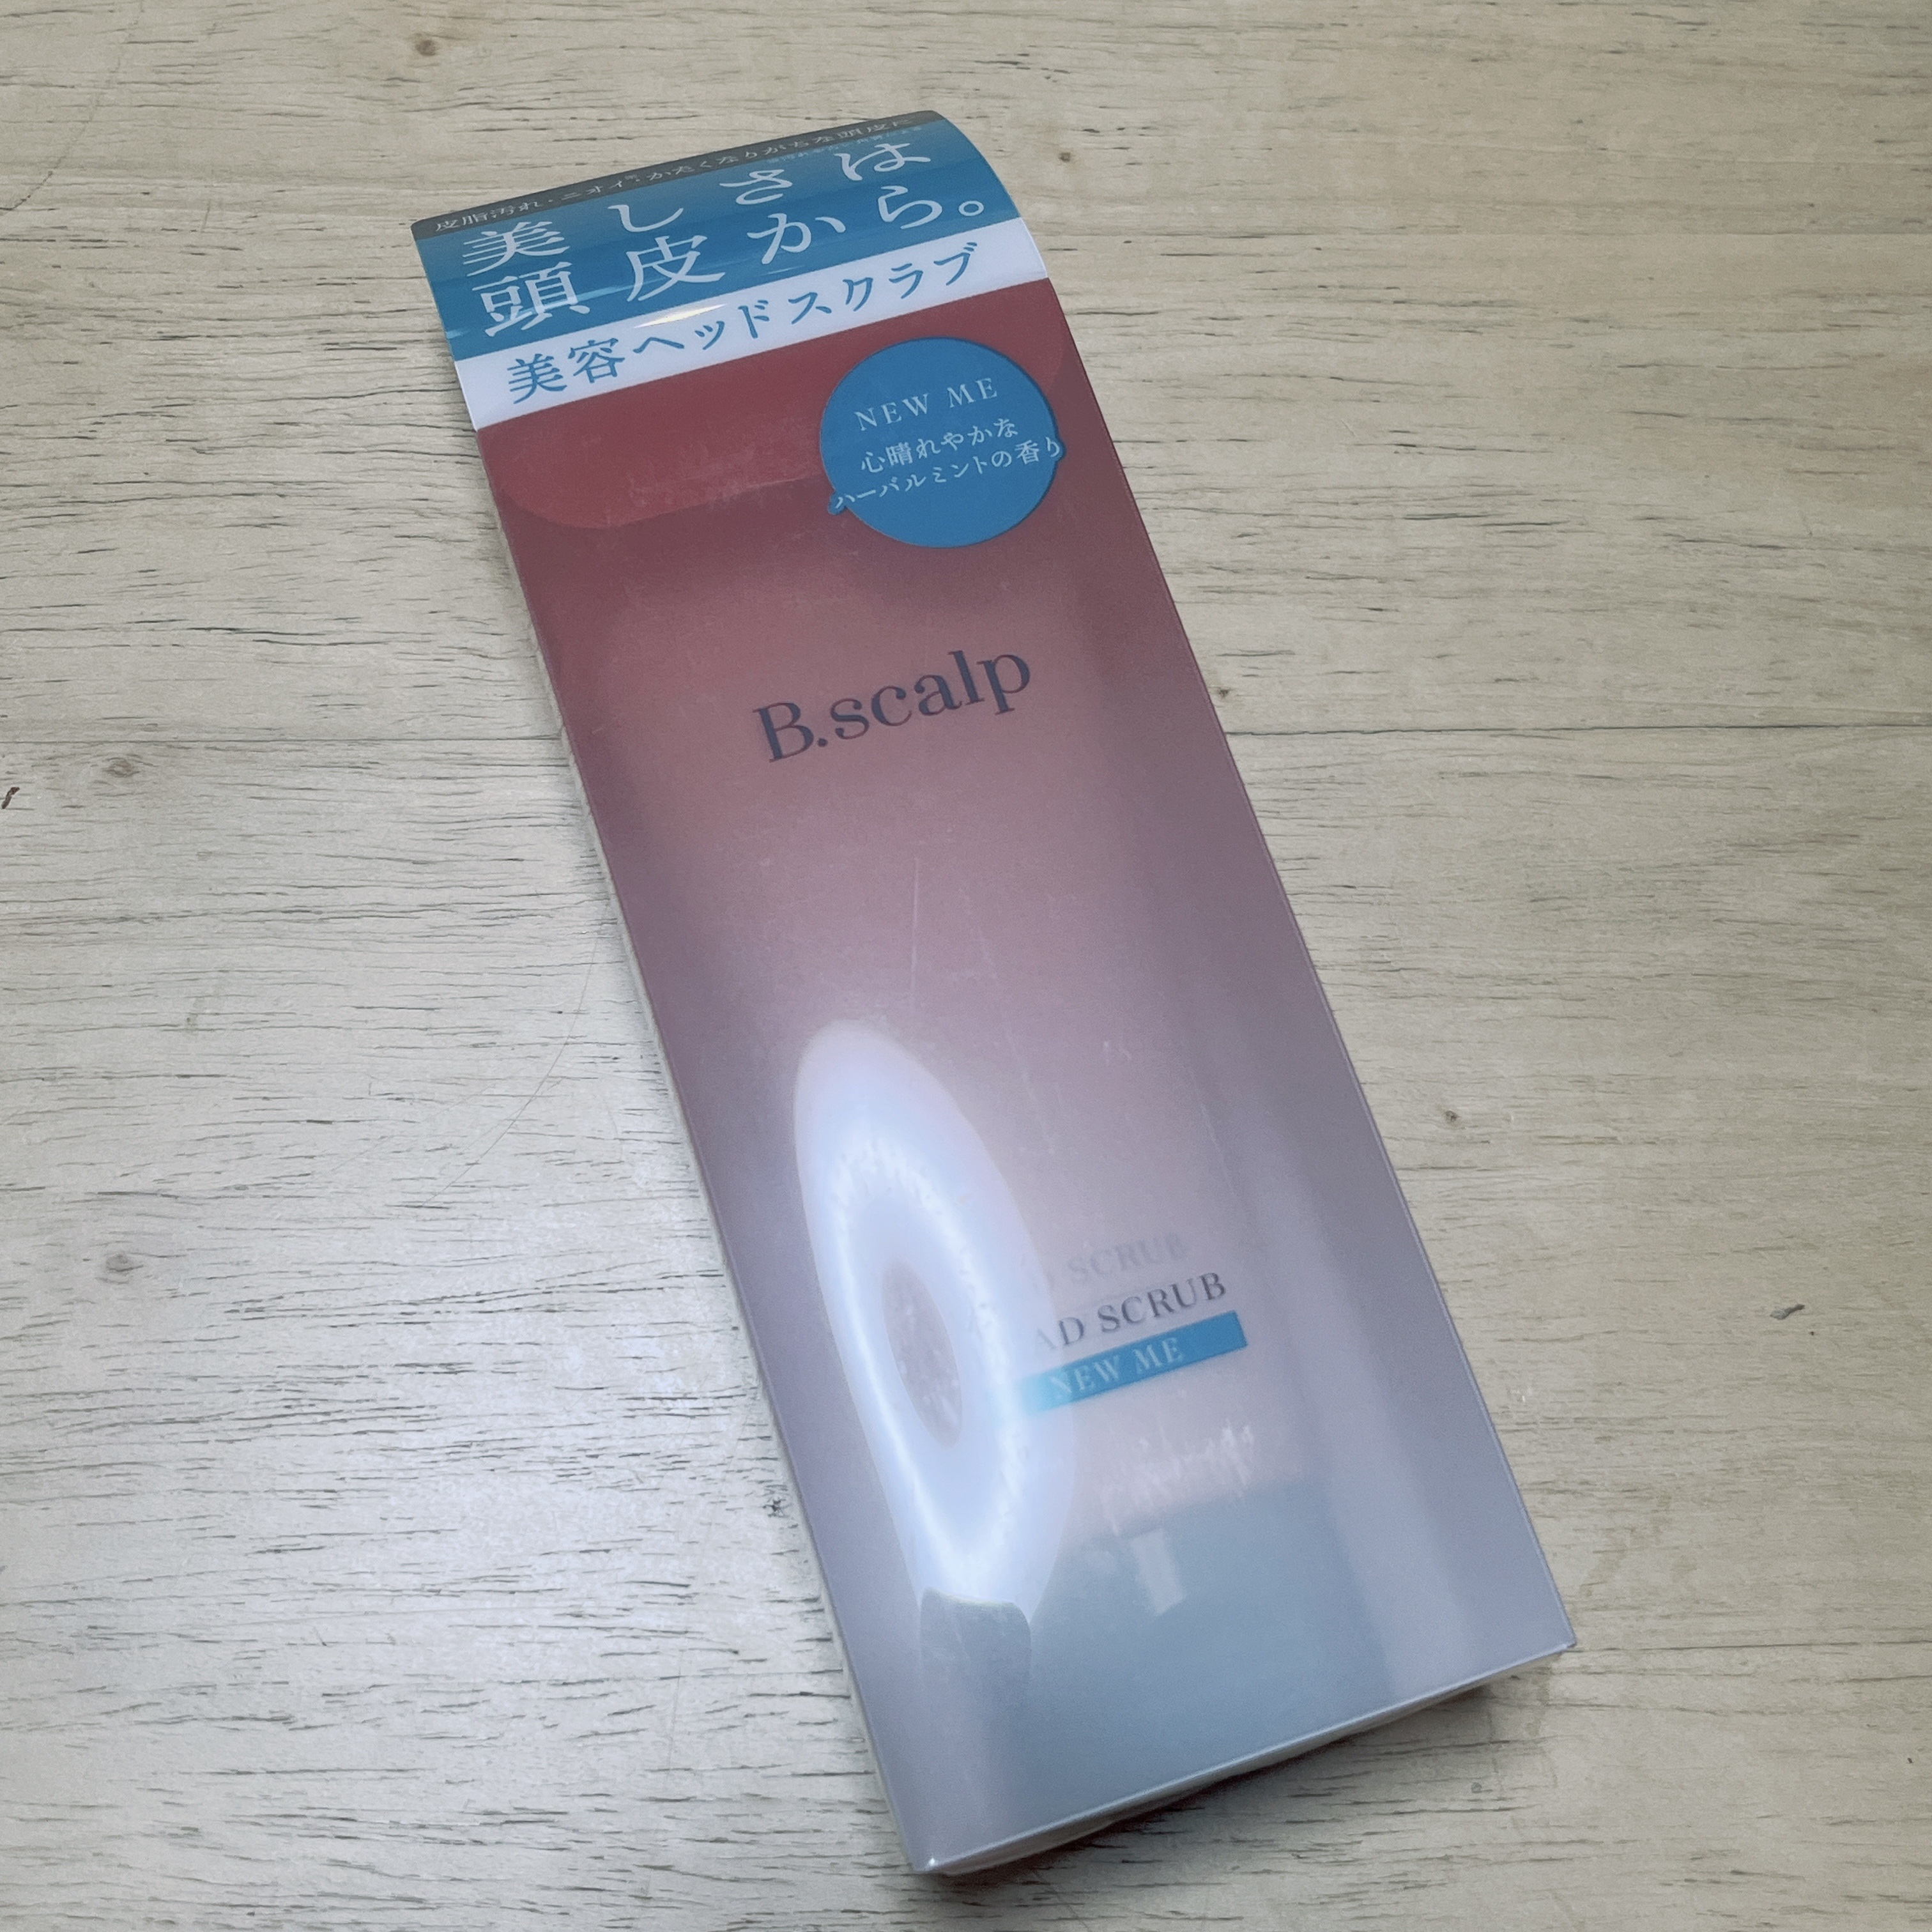 皮脂汚れ・ニオイ※・かたくなりがちな頭皮に
美しさは
頭皮から。
美容ヘッドスクラブ
NEW ME
心晴れやかな
ハーバルミントの香り
B.scalp
SCRUB
SCRUB
NEW ME